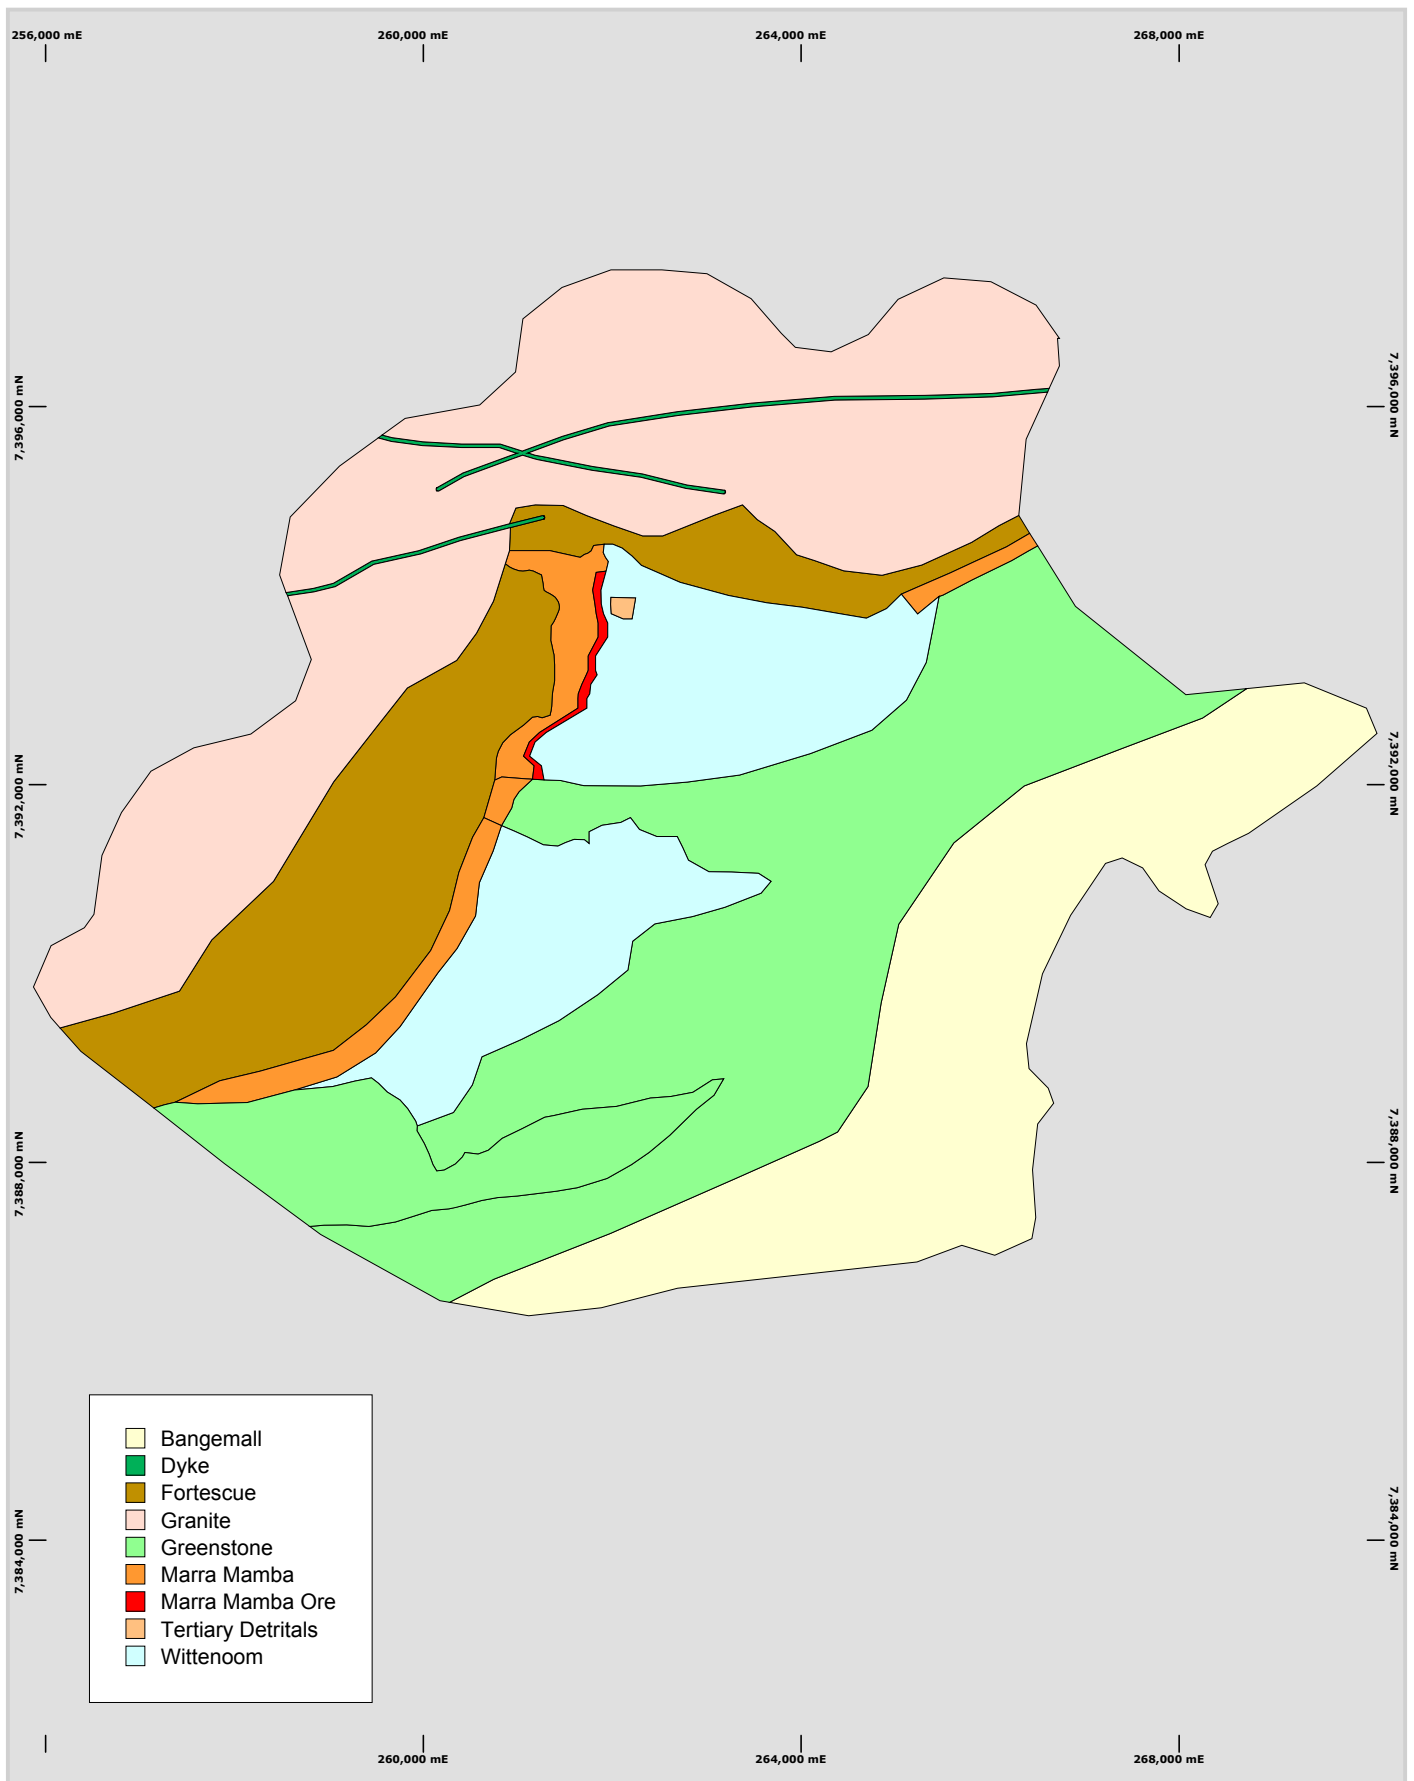 256,000 mE
260,000 mE
264,000 mE
268,000 mE
7,396,000 mN
7,396,000 mN
7,392,000 mN
7,392,000 mN
7,388,000 mN
7,388,000 mN
7,384,000 mN
7,384,000 mN
Bangemall
Dyke
Fortescue
Granite
Greenstone
Marra Mamba
Marra Mamba Ore
Tertiary Detritals
Wittenoom
260,000 mE
264,000 mE
268,000 mE